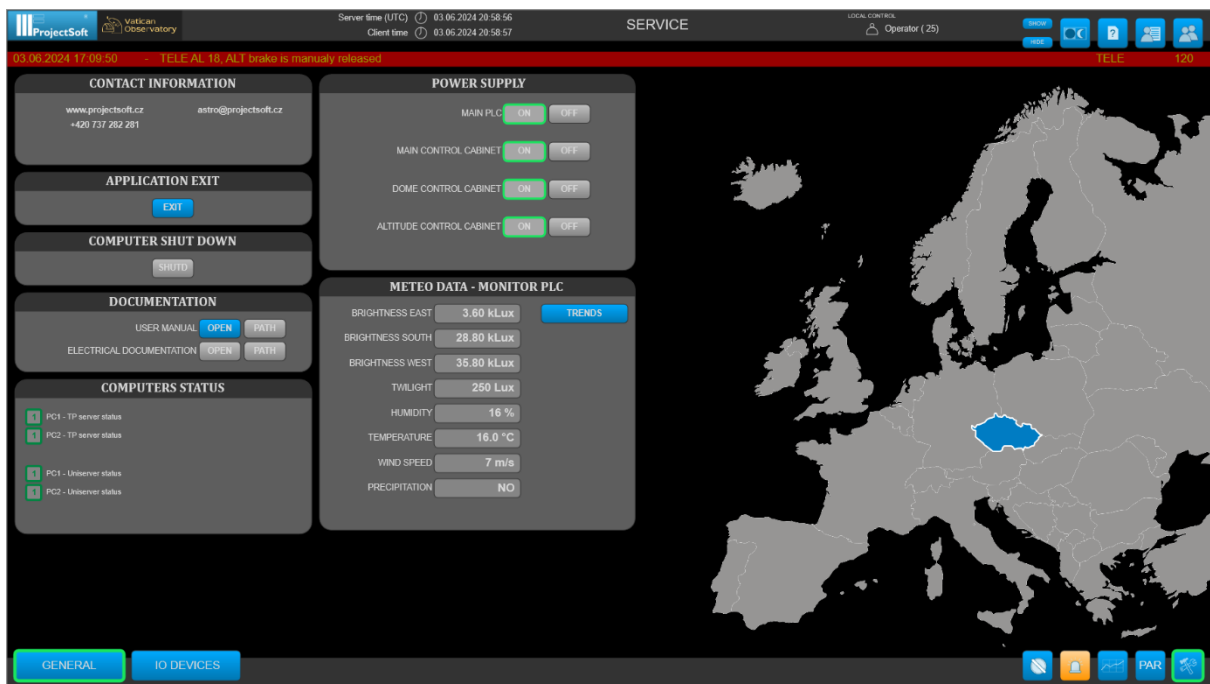 ProjectSoft
Vatican
Observatory
Server time (UTC) 03.06.2024 20:58:56
Client time 03.06.2024 20:58:57
SERVICE
LOCAL CONTROL
Operator ( 25)
SHOW
HIDE
03.06.2024 17:09:50 - TELE AL 18, ALT brake is manualy released TELE 120
CONTACT INFORMATION
www.projectsoft.cz astro@projectsoft.cz
+420 737 282 281
APPLICATION EXIT
EXIT
COMPUTER SHUT DOWN
SHUTD
DOCUMENTATION
USER MANUAL OPEN PATH
ELECTRICAL DOCUMENTATION OPEN PATH
COMPUTERS STATUS
1 PC1 - TP server status
1 PC2 - TP server status
1 PC1 - Uniserver status
1 PC2 - Uniserver status
POWER SUPPLY
MAIN PLC ON OFF
MAIN CONTROL CABINET ON OFF
DOME CONTROL CABINET ON OFF
ALTITUDE CONTROL CABINET ON OFF
METEO DATA - MONITOR PLC
BRIGHTNESS EAST 3.60 kLux TRENDS
BRIGHTNESS SOUTH 28.80 kLux
BRIGHTNESS WEST 35.80 kLux
TWILIGHT 250 Lux
HUMIDITY 16 %
TEMPERATURE 16.0 °C
WIND SPEED 7 m/s
PRECIPITATION NO
GENERAL IO DEVICES PAR